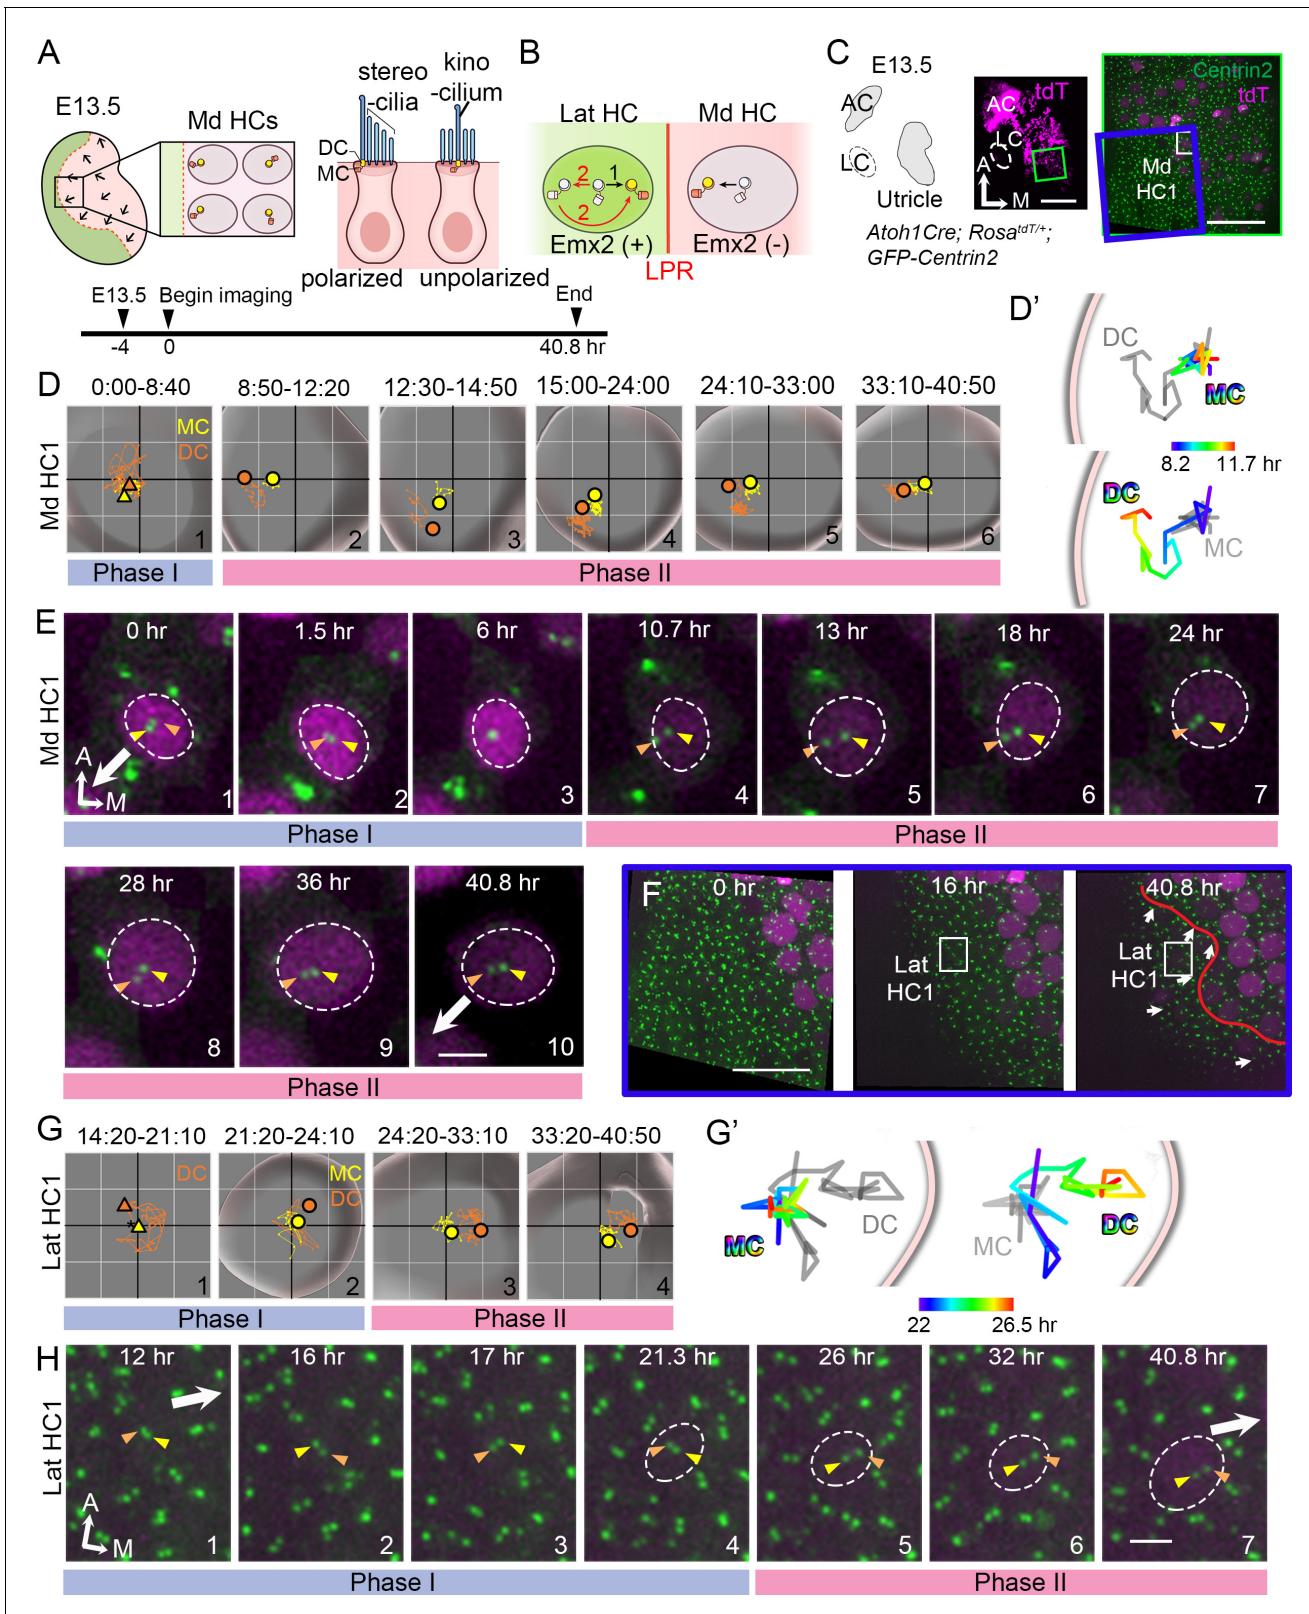 A
E13.5
Md HCs
stereo
-cilia
kino
-cilium
DC
MC
polarized
unpolarized
B
Lat HC
Md HC
2
1
2
Emx2 (+)
Emx2 (-)
LPR
C
E13.5
AC
LC
Utricle
tdT
AC
LC
A
M
Atoh1Cre; Rosa^tdT/+;
GFP-Centrin2
Centrin2
tdT
Md
HC1
E13.5
Begin imaging
End
-4
0
40.8 hr
D
0:00-8:40
8:50-12:20
12:30-14:50
15:00-24:00
24:10-33:00
33:10-40:50
Md HC1
MC
DC
1
2
3
4
5
6
Phase I
Phase II
D'
DC
MC
8.2
11.7 hr
DC
MC
E
Md HC1
0 hr
1.5 hr
6 hr
10.7 hr
13 hr
18 hr
24 hr
A
M
1
2
3
4
5
6
7
Phase I
Phase II
28 hr
36 hr
40.8 hr
8
9
10
Phase II
F
0 hr
16 hr
40.8 hr
Lat
HC1
Lat
HC1
G
14:20-21:10
21:20-24:10
24:20-33:10
33:20-40:50
Lat HC1
DC
MC
DC
*
1
2
3
4
Phase I
Phase II
G'
MC
DC
MC
DC
22
26.5 hr
H
Lat HC1
12 hr
16 hr
17 hr
21.3 hr
26 hr
32 hr
40.8 hr
A
M
1
2
3
4
5
6
7
Phase I
Phase II